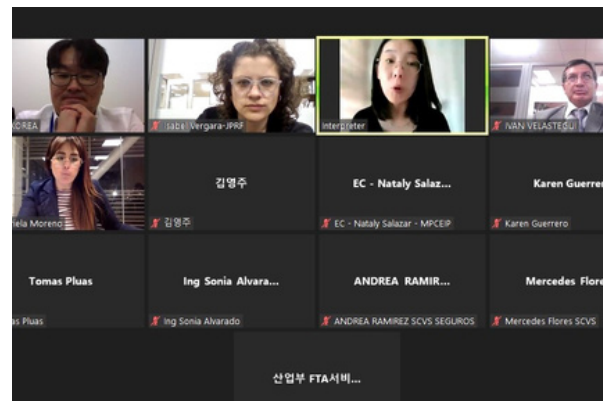 KOREA
Isabel Vergara-JPRF
Interpreter
IVAN VELASTEGUI
김영주
EC - Nataly Salaz...
Karen Guerre
iela Moreno
김영주
EC - Nataly Salazar - MPCEIP
Karen Guerrero
Tomas Pluas
Ing Sonia Alvara...
ANDREA RAMIR...
Mercedes Flore
as Pluas
Ing Sonia Alvarado
ANDREA RAMIREZ SCVS SEGUROS
Mercedes Flores SCVS
산업부 FTA서비...